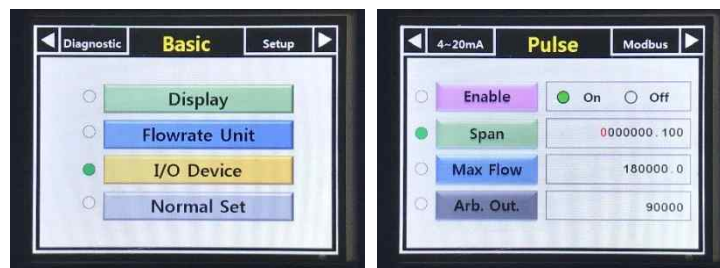 Diagnostic Basic Setup
Display
Flowrate Unit
I/O Device
Normal Set
4~20mA Pulse Modbus
Enable On Off
Span 0000000.100
Max Flow 180000.0
Arb. Out. 90000